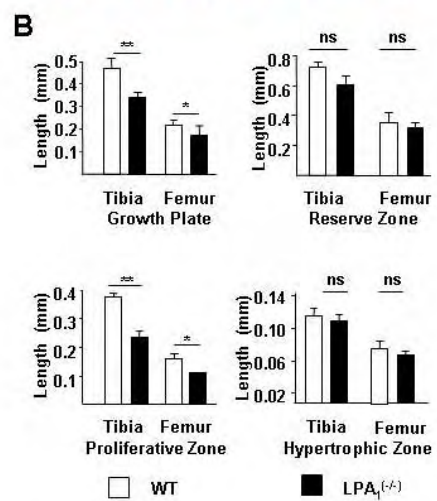 B
0.5
0.4
0.3
0.2
0.1
Length (mm)
**
*
Tibia Femur
Growth Plate
0.8
0.6
0.4
0.2
Length (mm)
ns ns
Tibia Femur
Reserve Zone
0.4
0.3
0.2
0.1
Length (mm)
**
*
Tibia Femur
Proliferative Zone
0.14
0.10
0.06
0.02
Length (mm)
ns ns
Tibia Femur
Hypertrophic Zone
WT LPA₁(-/-)